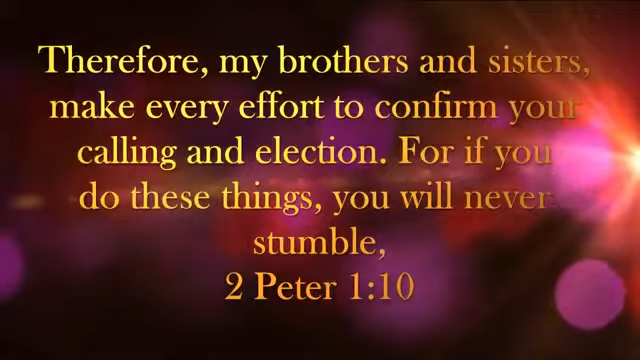 Therefore, my brothers and sisters,
make every effort to confirm your
calling and election. For if you
do these things, you will never
stumble,
2 Peter 1:10